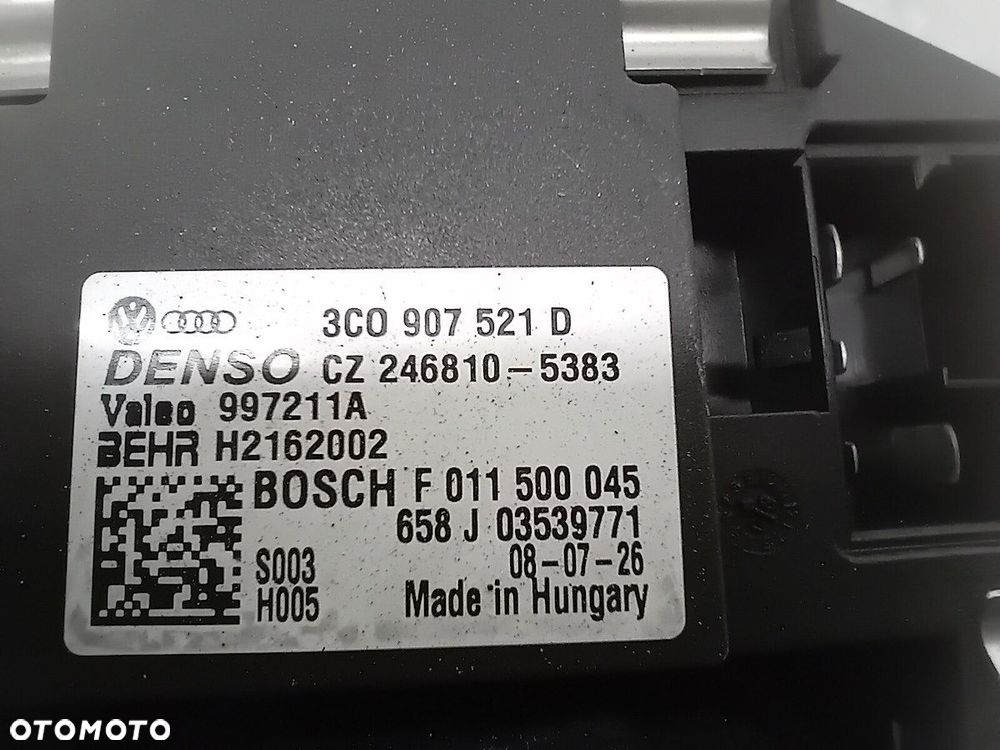 3C0 907 521 D
DENSO CZ 246810-5383
Valeo 997211A
BEHR H2162002
BOSCH F 011 500 045
658 J 03539771
S003 08-07-26
H005 Made in Hungary
OTOMOTO